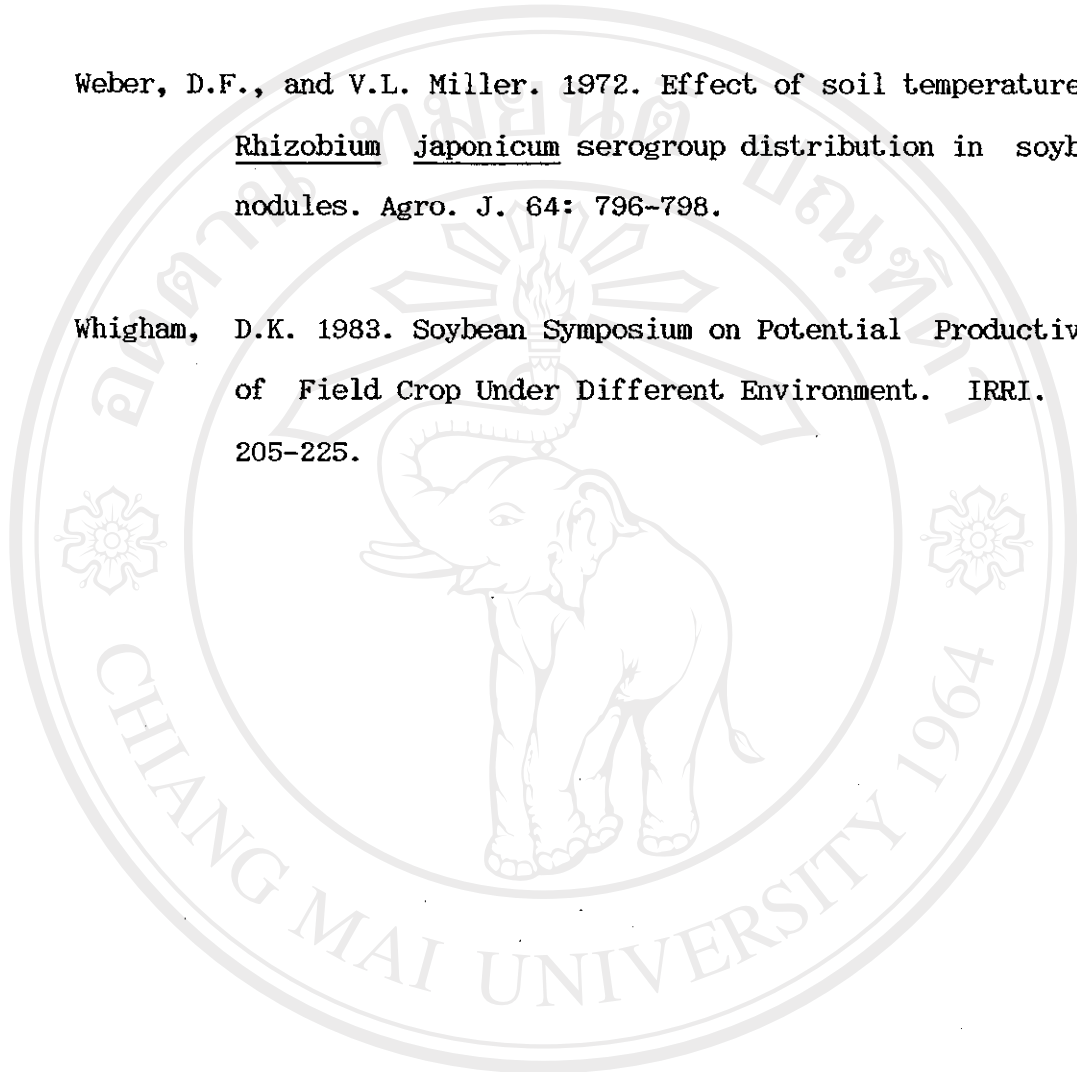 Weber, D.F., and V.L. Miller. 1972. Effect of soil temperature
Rhizobium japonicum serogroup distribution in soyb
nodules. Agro. J. 64: 796-798.
Whigham, D.K. 1983. Soybean Symposium on Potential Productiv
of Field Crop Under Different Environment. IRRI.
205-225.
CHIANG MAI UNIVERSITY 1964